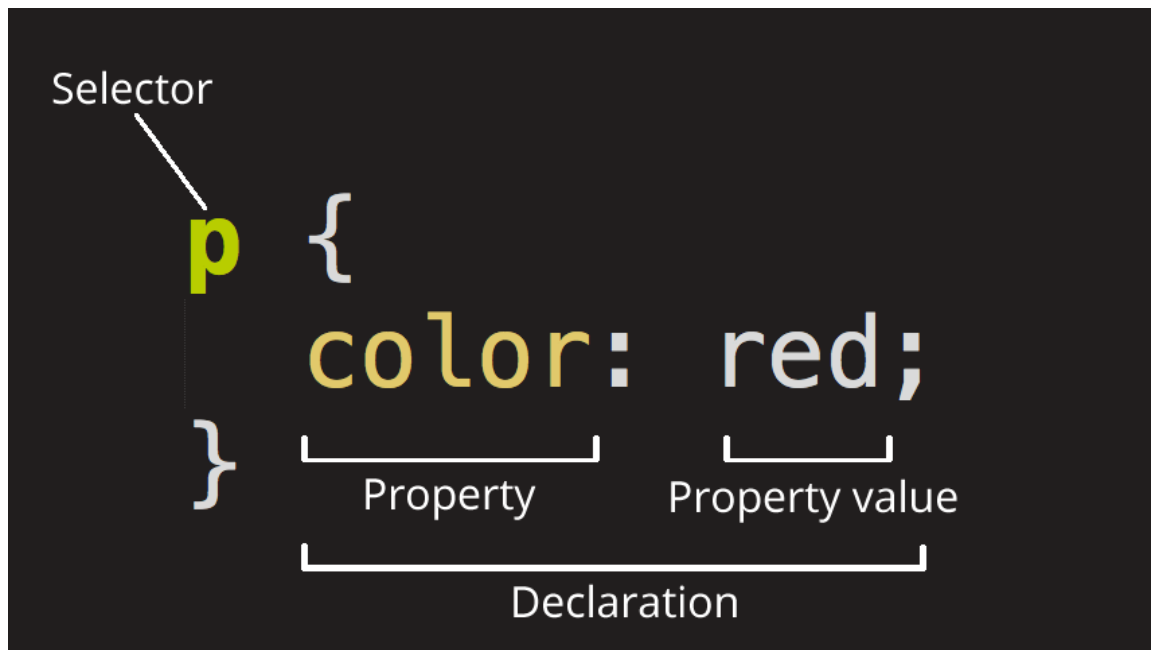 Selector
p {
color: red;
}
Property
Property value
Declaration